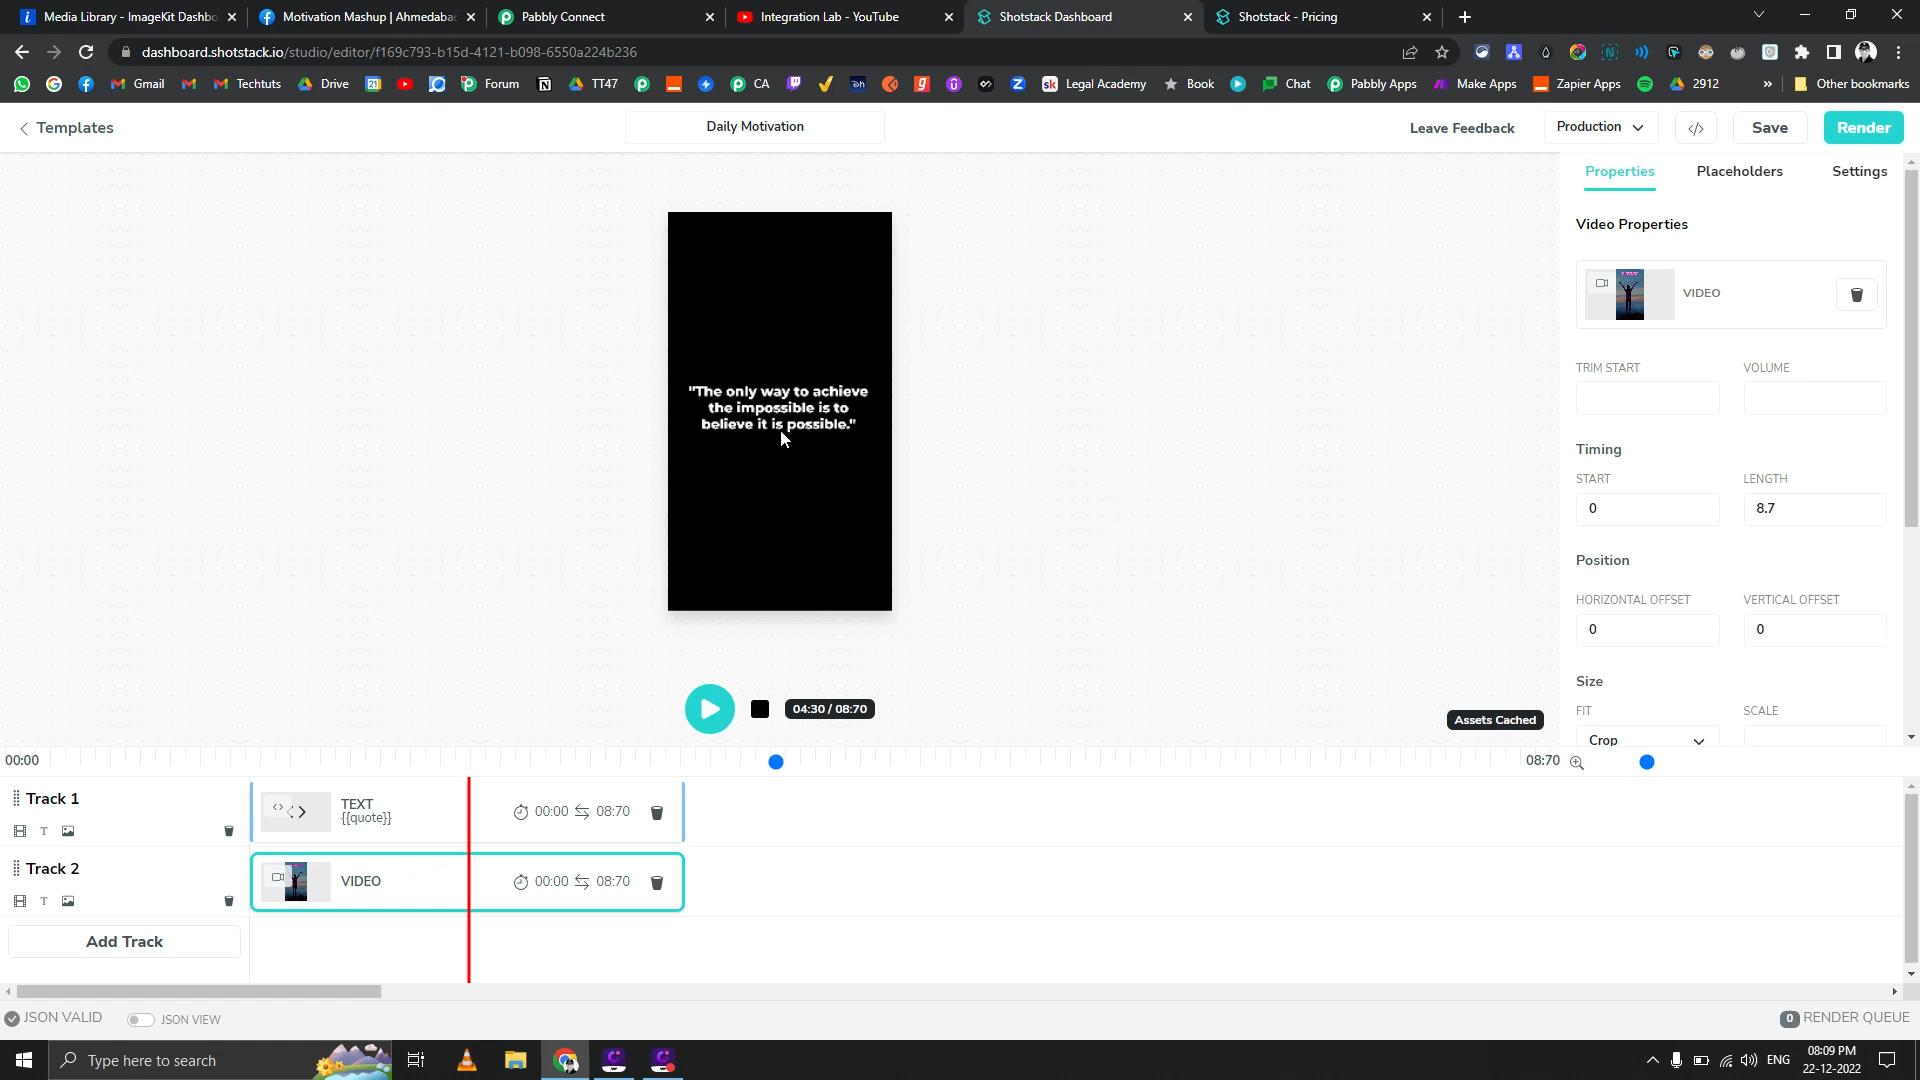 Media Library - ImageKit Dashbo
Motivation Mashup | Ahmedabad
Pabbly Connect
Integration Lab - YouTube
Shotstack Dashboard
Shotstack - Pricing
dashboard.shotstack.io/studio/editor/f169c793-b15d-4121-b098-6550a224b236
Gmail
Techtuts
Drive
Forum
TT47
CA
Legal Academy
Book
Chat
Pabbly Apps
Make Apps
Zapier Apps
2912
Other bookmarks
Templates
Daily Motivation
Leave Feedback
Production
Save
Render
Properties
Placeholders
Settings
Video Properties
VIDEO
TRIM START
VOLUME
Timing
START
LENGTH
0
8.7
Position
HORIZONTAL OFFSET
VERTICAL OFFSET
0
0
Size
FIT
SCALE
Crop
"The only way to achieve
the impossible is to
believe it is possible."
04:30 / 08:70
Assets Cached
00:00
08:70
Track 1
TEXT
{{quote}}
00:00
08:70
Track 2
VIDEO
00:00
08:70
Add Track
JSON VALID
JSON VIEW
0 RENDER QUEUE
Type here to search
ENG
08:09 PM
22-12-2022